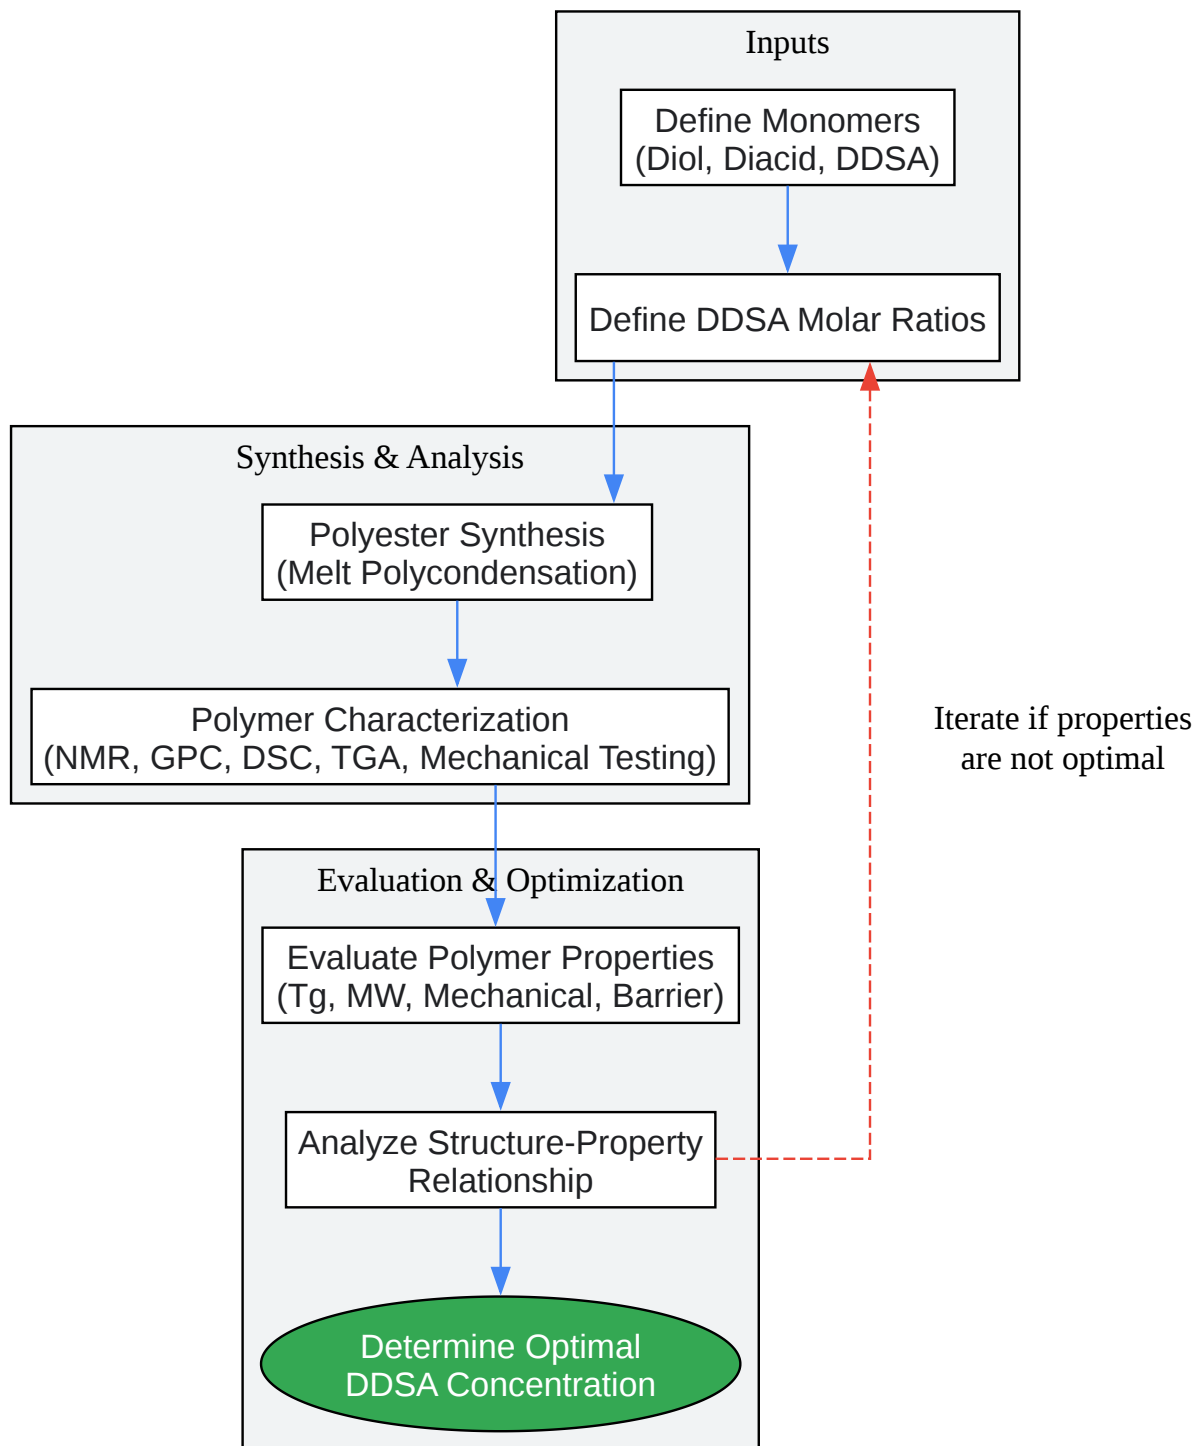 Inputs
Define Monomers
(Diol, Diacid, DDSA)
Define DDSA Molar Ratios
Synthesis & Analysis
Polyester Synthesis
(Melt Polycondensation)
Polymer Characterization
(NMR, GPC, DSC, TGA, Mechanical Testing)
Iterate if properties
are not optimal
Evaluation & Optimization
Evaluate Polymer Properties
(Tg, MW, Mechanical, Barrier)
Analyze Structure-Property
Relationship
Determine Optimal
DDSA Concentration